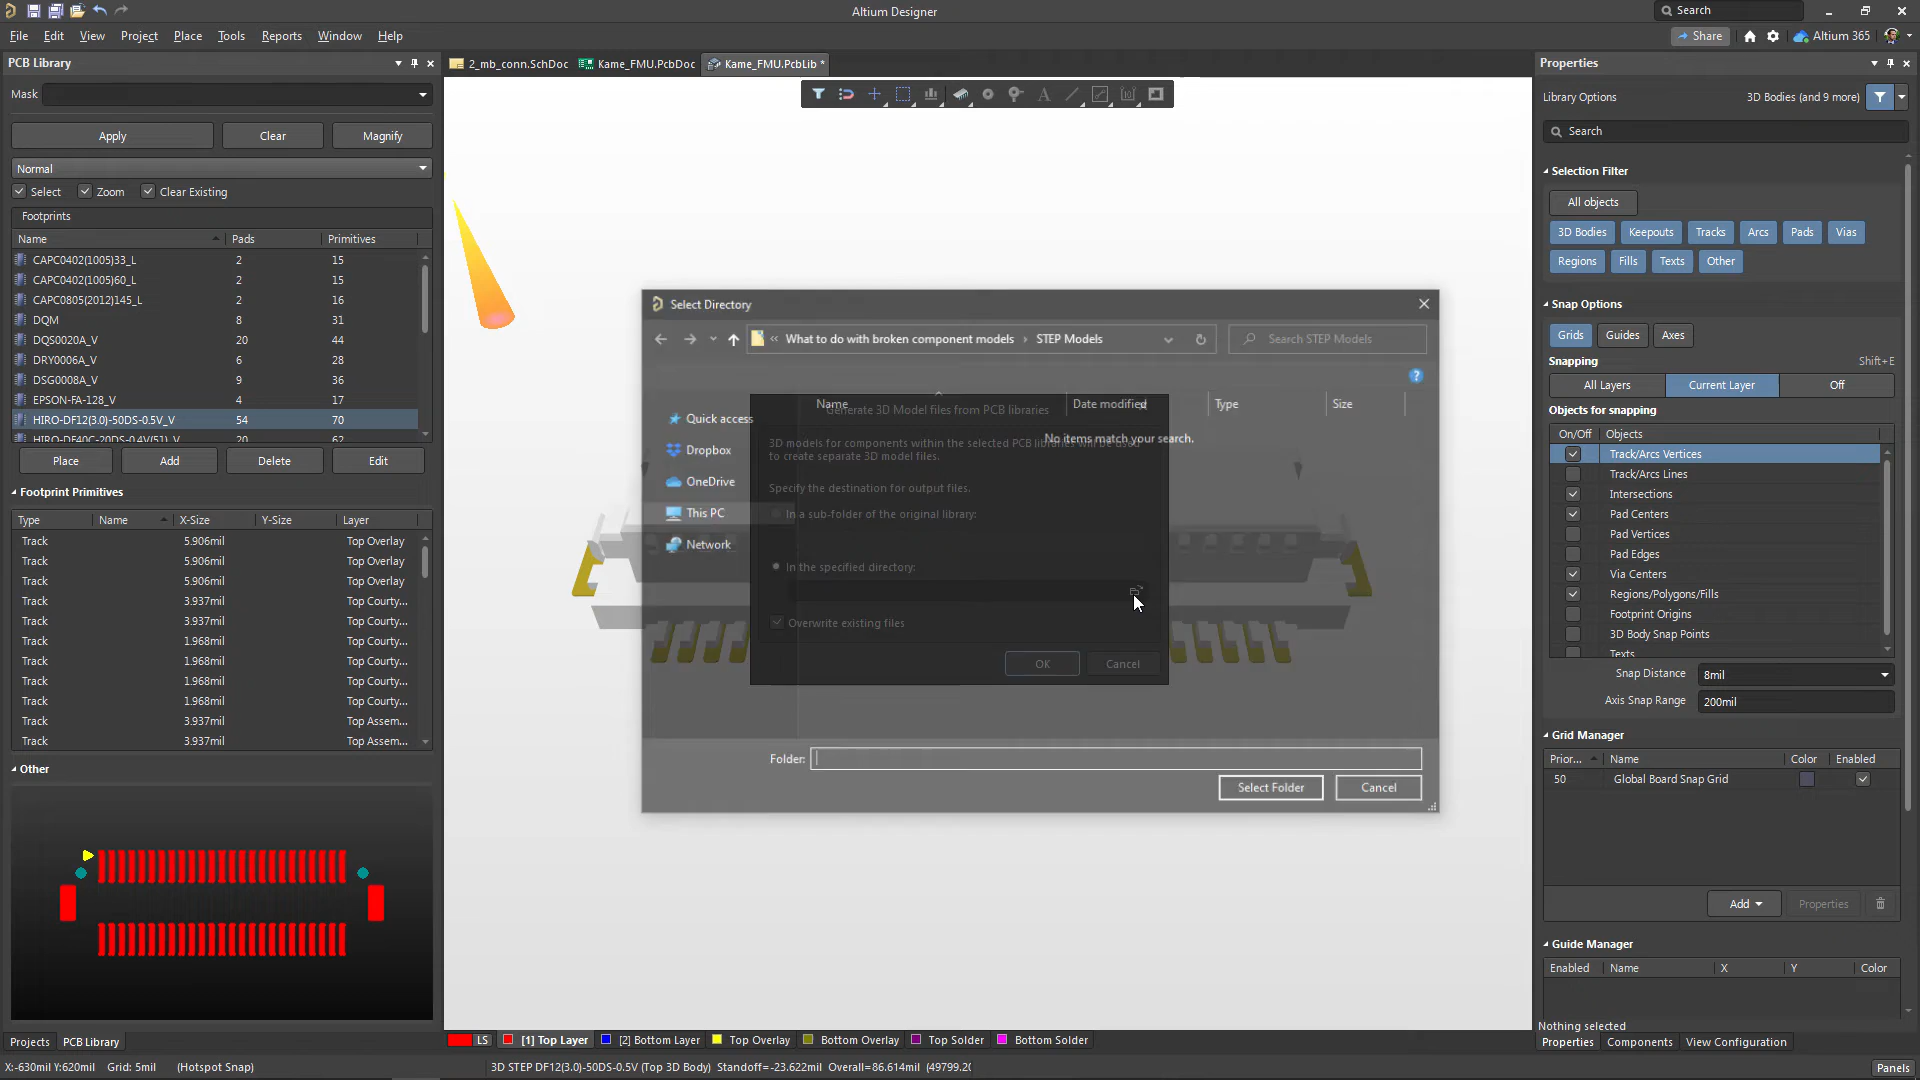 Altium Designer
Search
File Edit View Project Place Tools Reports Window Help
Share
Altium 365
PCB Library
2_mb_conn.SchDoc
Kame_FMU.PcbDoc
Kame_FMU.PcbLib *
Properties
Mask
Library Options
3D Bodies (and 9 more)
Apply
Clear
Magnify
Search
Normal
Select
Zoom
Clear Existing
Footprints
Name Pads Primitives
CAPC0402(1005)33_L 2 15
CAPC0402(1005)60_L 2 15
CAPC0805(2012)145_L 2 16
DQM 8 31
DQS0020A_V 20 44
DRY0006A_V 6 28
DSG0008A_V 9 36
EPSON-FA-128_V 4 17
HIRO-DF12(3.0)-50DS-0.5V_V 54 70
HIRO-DF40C-20DS-0.4V(51)_V 20 62
Place
Add
Delete
Edit
Footprint Primitives
Type Name X-Size Y-Size Layer
Track 5.906mil Top Overlay
Track 5.906mil Top Overlay
Track 5.906mil Top Overlay
Track 3.937mil Top Courty...
Track 3.937mil Top Courty...
Track 1.968mil Top Courty...
Track 1.968mil Top Courty...
Track 1.968mil Top Courty...
Track 1.968mil Top Courty...
Track 3.937mil Top Assem...
Track 3.937mil Top Assem...
Other
Projects
PCB Library
Select Directory
What to do with broken component models
STEP Models
Search STEP Models
Name
Date modified
Type
Size
No items match your search.
Quick access
Dropbox
OneDrive
This PC
Network
Generate 3D Model files from PCB libraries
3D models for components within the selected PCB libraries will be used
to create separate 3D model files.
Specify the destination for output files.
In a sub-folder of the original library:
In the specified directory:
Overwrite existing files
OK
Cancel
Folder:
Select Folder
Cancel
Selection Filter
All objects
3D Bodies
Keepouts
Tracks
Arcs
Pads
Vias
Regions
Fills
Texts
Other
Snap Options
Grids
Guides
Axes
Snapping
Shift+E
All Layers
Current Layer
Off
Objects for snapping
On/Off Objects
Track/Arcs Vertices
Track/Arcs Lines
Intersections
Pad Centers
Pad Vertices
Pad Edges
Via Centers
Regions/Polygons/Fills
Footprint Origins
3D Body Snap Points
Texts
Snap Distance 8mil
Axis Snap Range 200mil
Grid Manager
Prior... Name Color Enabled
50 Global Board Snap Grid
Add
Properties
Guide Manager
Enabled Name X Y Color
Nothing selected
Properties
Components
View Configuration
LS
[1] Top Layer
[2] Bottom Layer
Top Overlay
Bottom Overlay
Top Solder
Bottom Solder
X:-630mil Y:620mil Grid: 5mil (Hotspot Snap)
3D STEP DF12(3.0)-50DS-0.5V (Top 3D Body) Standoff=-23.622mil Overall=86.614mil (49799.20
Panels